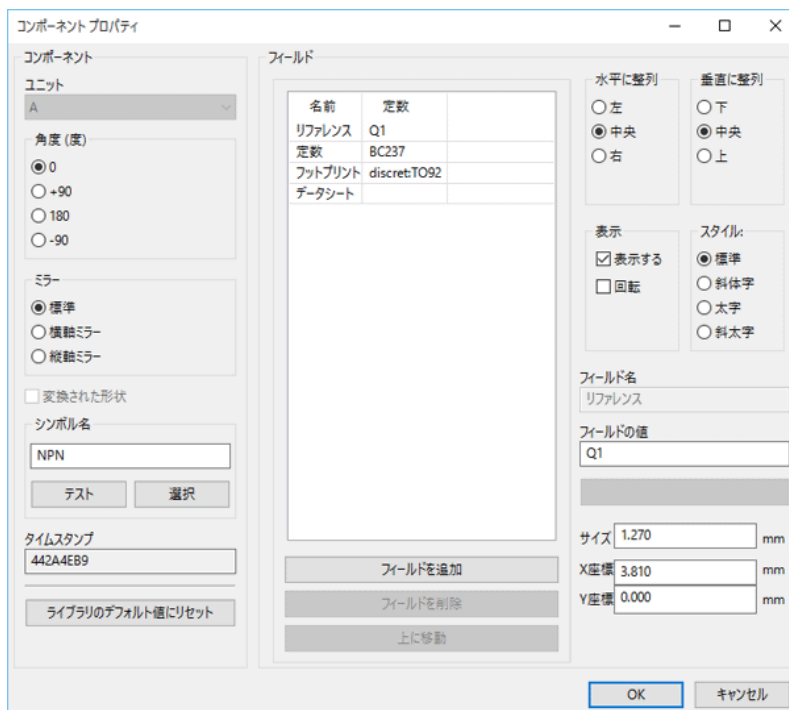 コンポーネント プロパティ
コンポーネント
ユニット
A
角度 (度)
0
+90
180
-90
ミラー
標準
横軸ミラー
縦軸ミラー
変換された形状
シンボル名
NPN
テスト 選択
タイムスタンプ
442A4EB9
ライブラリのデフォルト値にリセット
フィールド
名前 定数
リファレンス Q1
定数 BC237
フットプリント discret:TO92
データシート
フィールドを追加
フィールドを削除
上に移動
水平に整列
左
中央
右
垂直に整列
下
中央
上
表示
表示する
回転
スタイル:
標準
斜体字
太字
斜太字
フィールド名
リファレンス
フィールドの値
Q1
サイズ 1.270 mm
X座標 3.810 mm
Y座標 0.000 mm
OK キャンセル